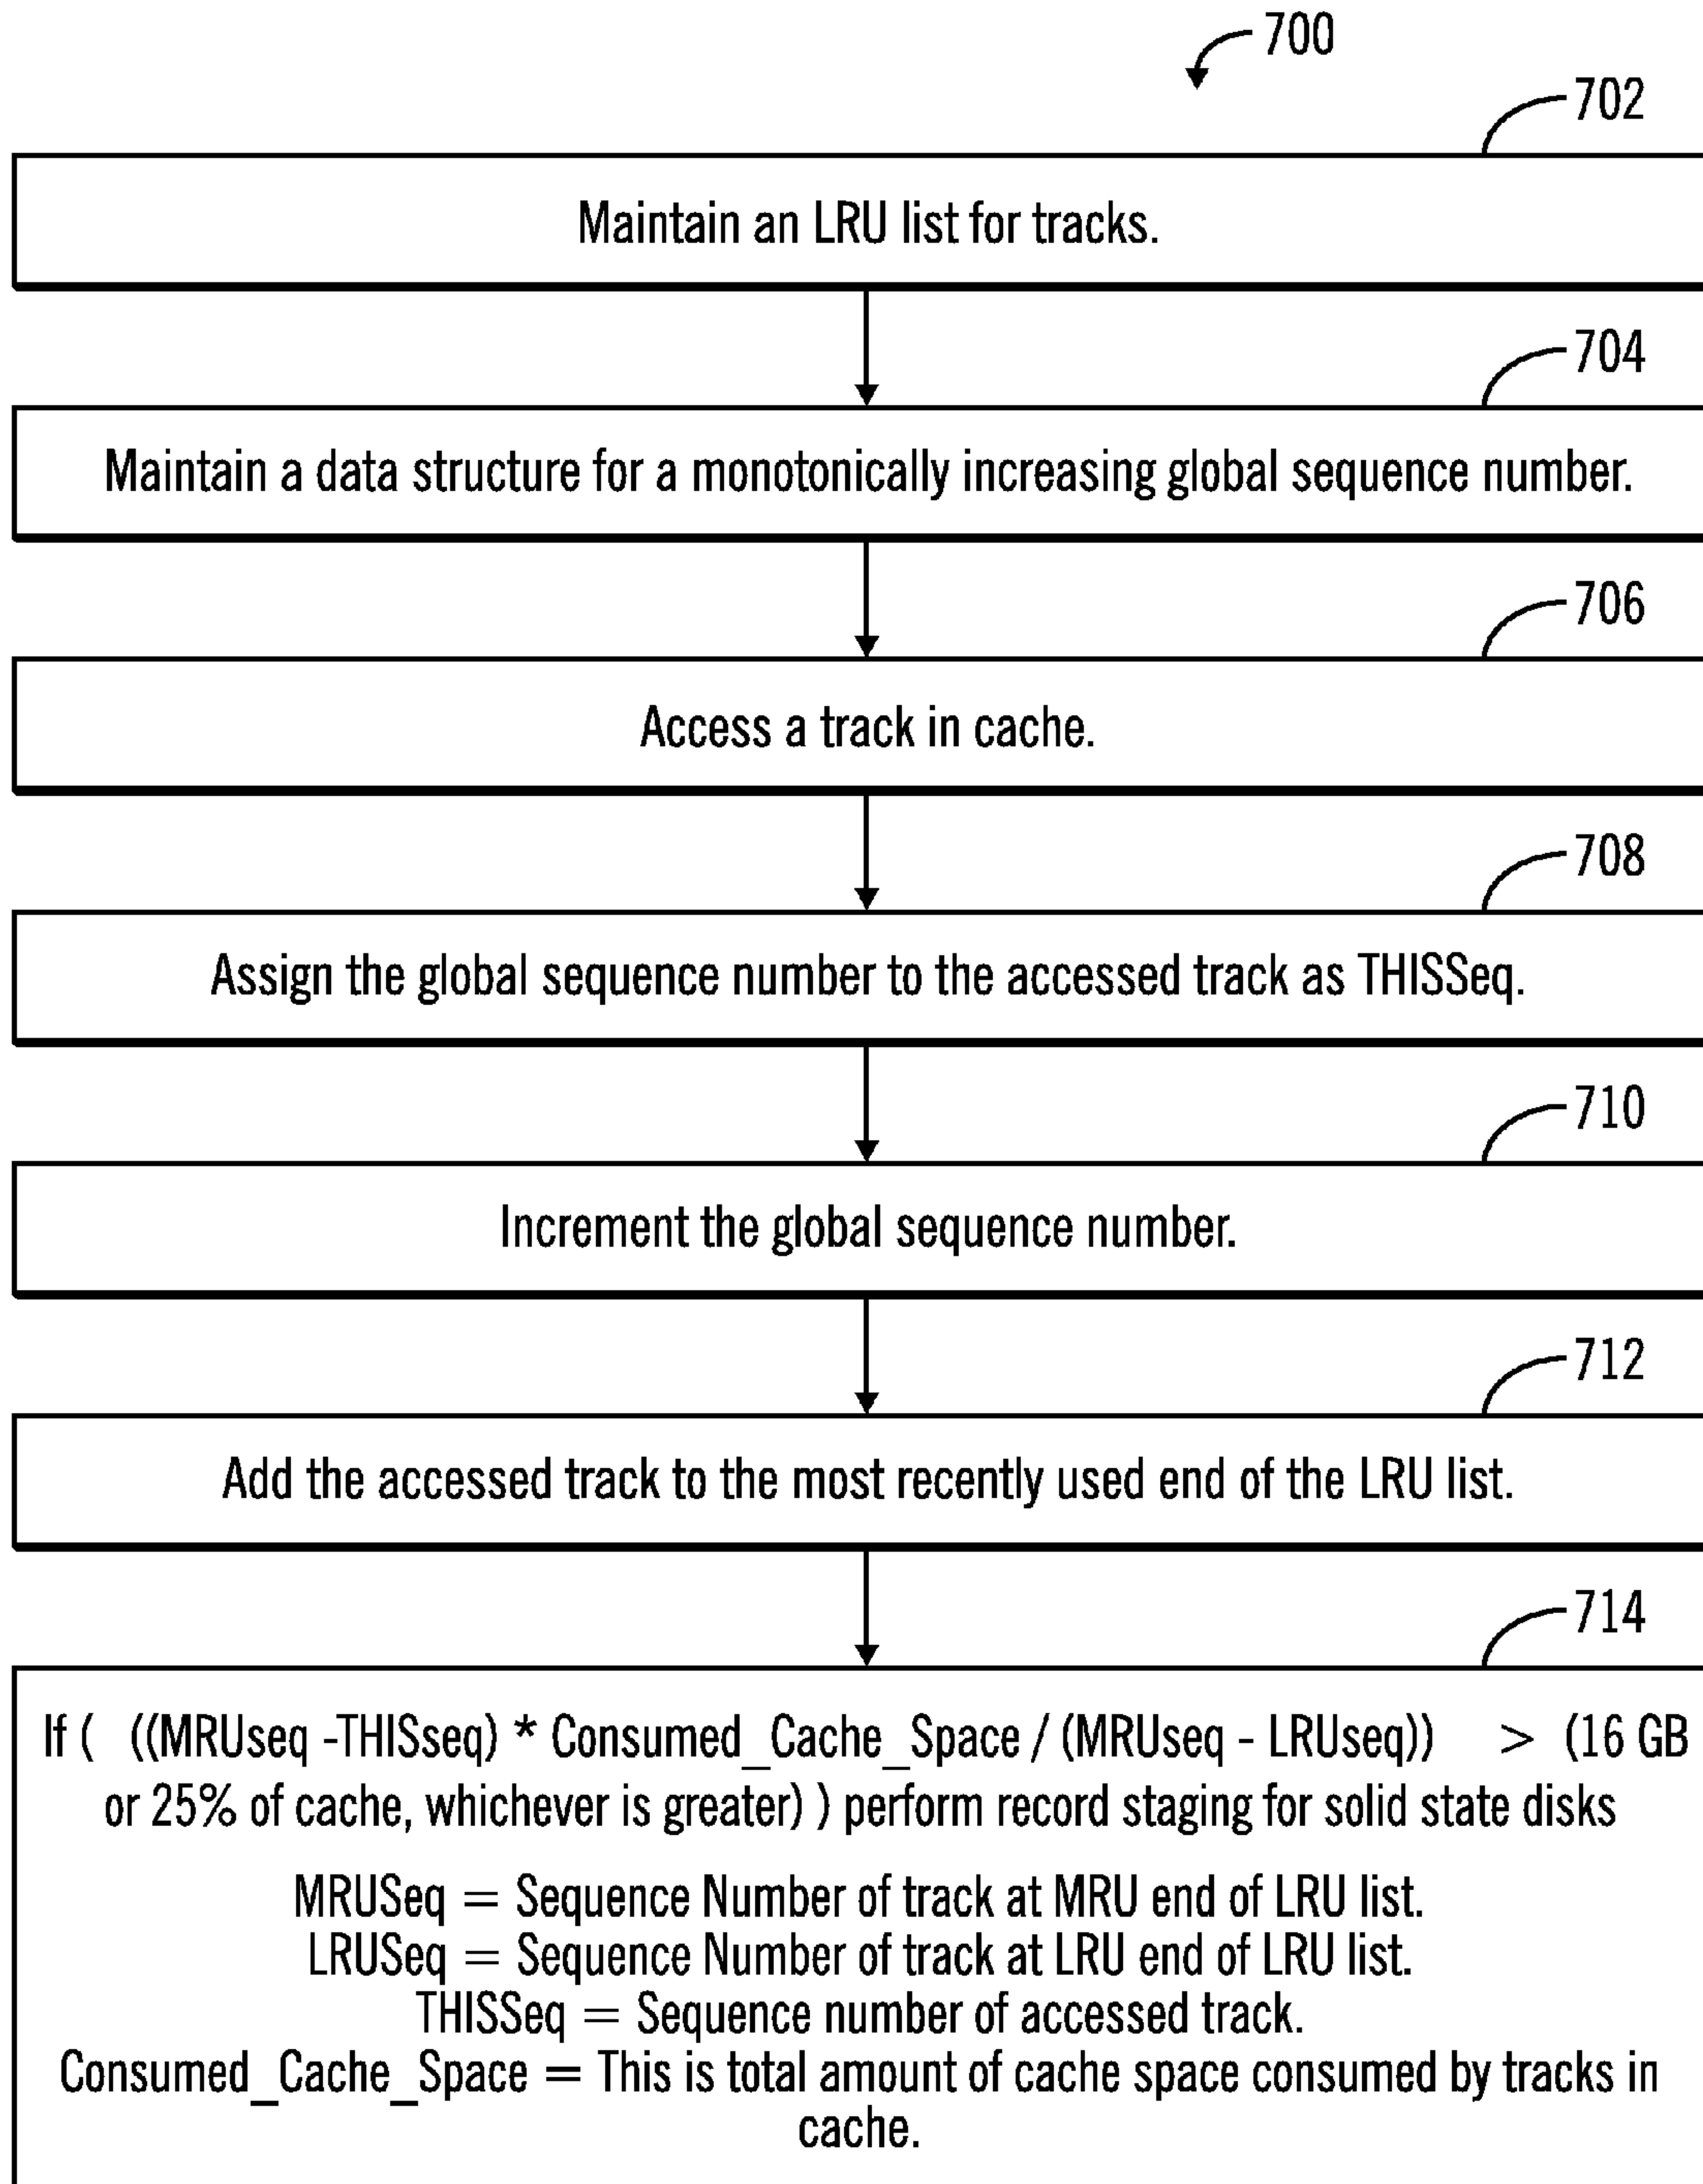 700
702
Maintain an LRU list for tracks.
704
Maintain a data structure for a monotonically increasing global sequence number.
706
Access a track in cache.
708
Assign the global sequence number to the accessed track as THISSeq.
710
Increment the global sequence number.
712
Add the accessed track to the most recently used end of the LRU list.
714
If ( ((MRUseq -THISseq) * Consumed_Cache_Space / (MRUseq - LRUseq)) > (16 GB
or 25% of cache, whichever is greater) ) perform record staging for solid state disks
MRUSeq = Sequence Number of track at MRU end of LRU list.
LRUSeq = Sequence Number of track at LRU end of LRU list.
THISSeq = Sequence number of accessed track.
Consumed_Cache_Space = This is total amount of cache space consumed by tracks in
cache.